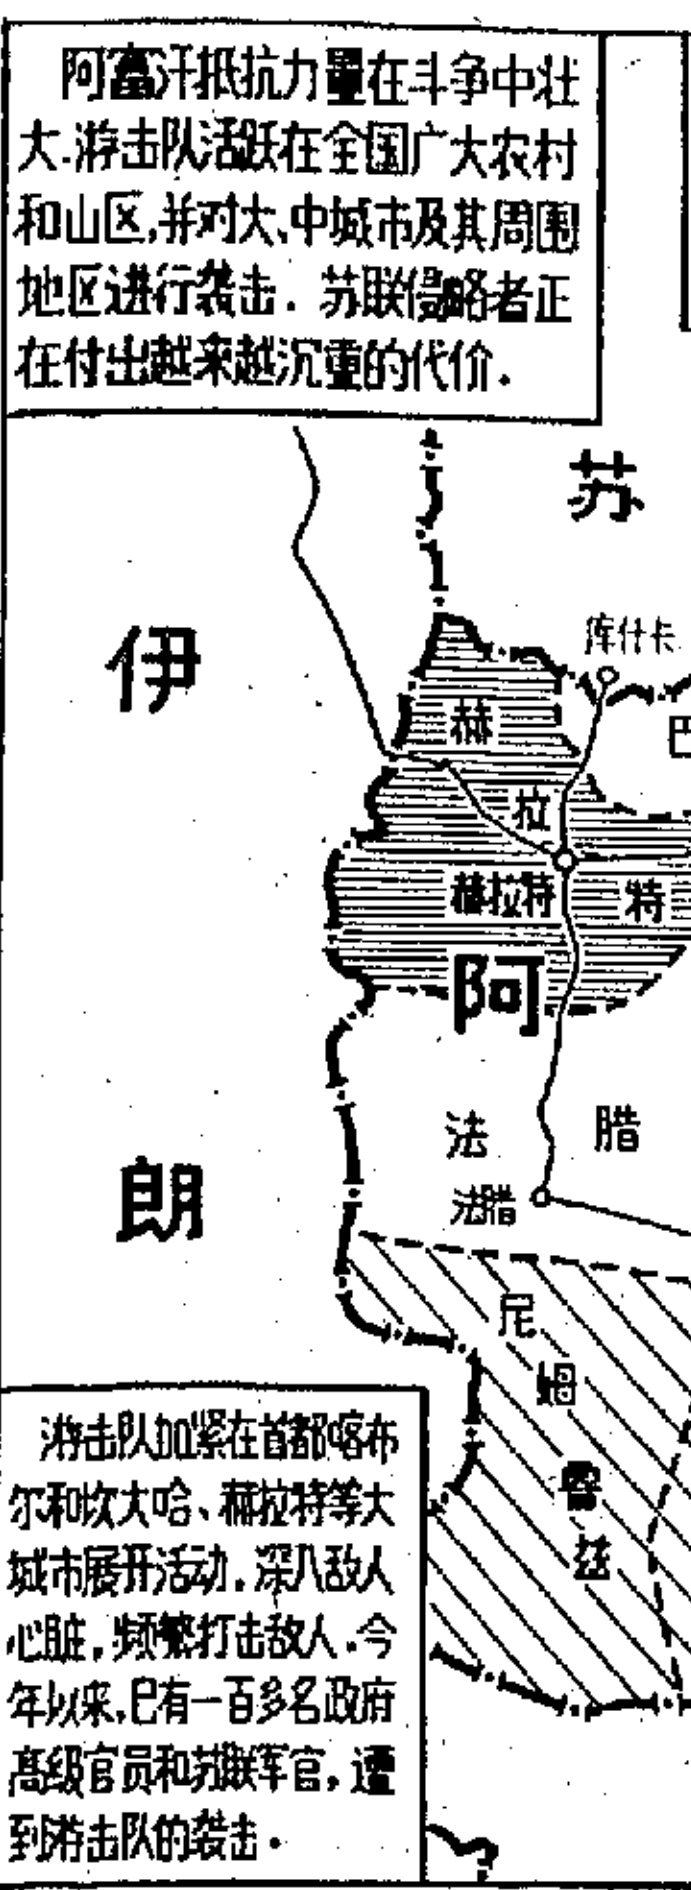 阿富汗抵抗力量在斗争中壮
大.游击队活跃在全国广大农村
和山区,并对大、中城市及其周围
地区进行袭击.苏联侵略者正
在付出越来越沉重的代价.
苏
库什卡
伊
赫
巴
拉
赫拉特
特
阿
法
腊
朗
法腊
尼
姆
鲁
兹
游击队加紧在首都喀布
尔和坎大哈、赫拉特等大
城市展开活动,深入敌人
心脏,频繁打击敌人.今
年以来,已有一百多名政府
高级官员和苏联军官,遭
到游击队的袭击.